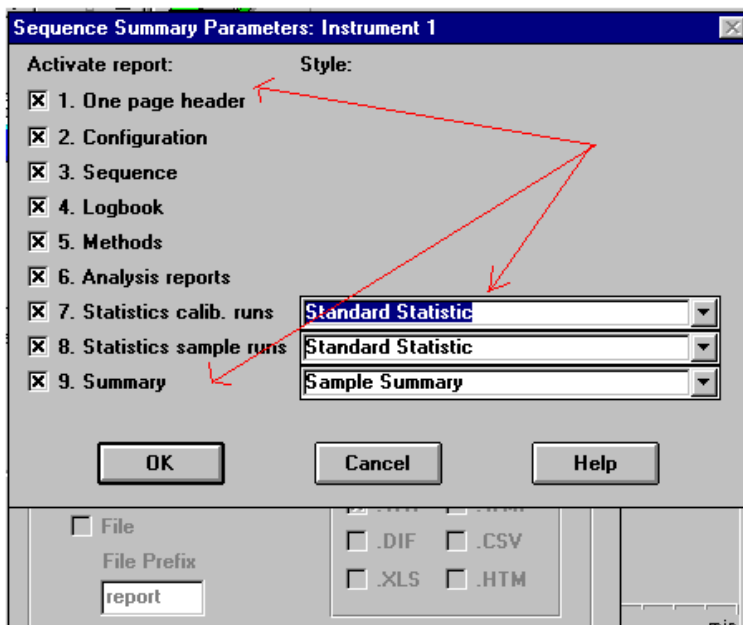 Sequence Summary Parameters: Instrument 1
Activate report: Style:
1. One page header
2. Configuration
3. Sequence
4. Logbook
5. Methods
6. Analysis reports
7. Statistics calib. runs Standard Statistic
8. Statistics sample runs Standard Statistic
9. Summary Sample Summary
OK Cancel Help
File
.DIF .CSV
File Prefix
.XLS .HTM
report